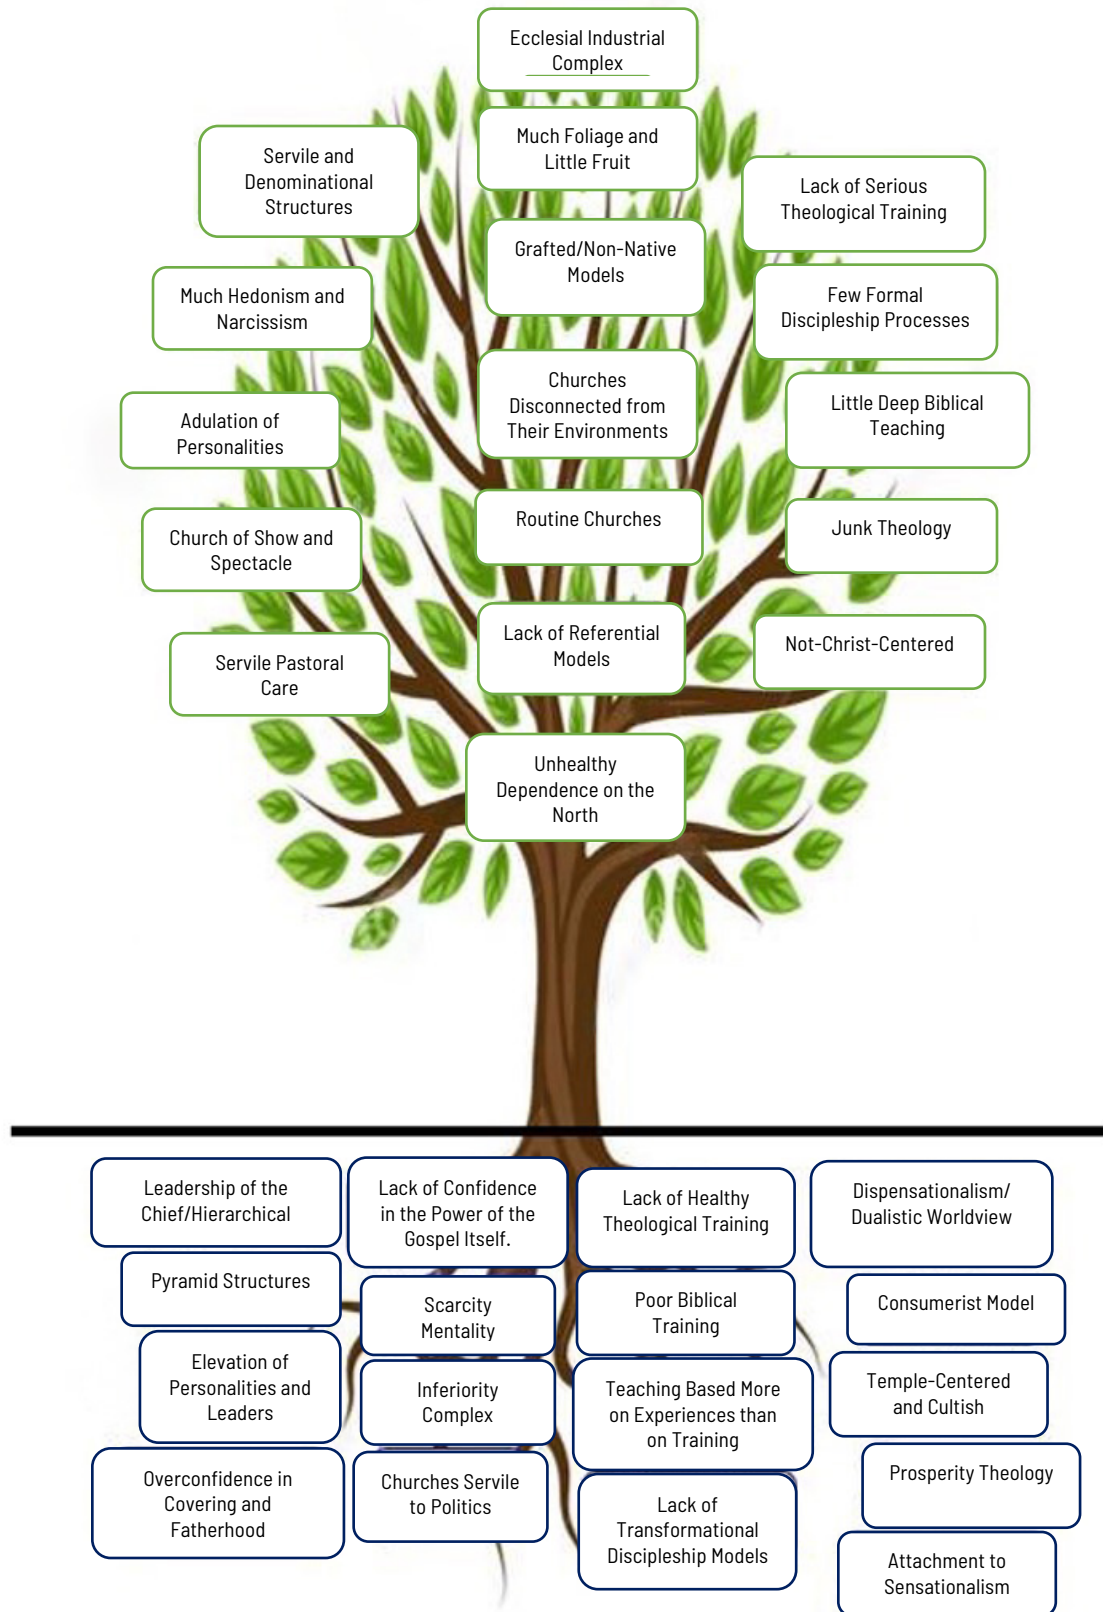 Ecclesial Industrial
Complex
Much Foliage and
Little Fruit
Servile and
Denominational
Structures
Lack of Serious
Theological Training
Grafted/Non-Native
Models
Much Hedonism and
Narcissism
Few Formal
Discipleship Processes
Churches
Disconnected from
Their Environments
Adulation of
Personalities
Little Deep Biblical
Teaching
Routine Churches
Church of Show and
Spectacle
Junk Theology
Lack of Referential
Models
Servile Pastoral
Care
Not-Christ-Centered
Unhealthy
Dependence on the
North
Leadership of the
Chief/Hierarchical
Pyramid Structures
Elevation of
Personalities and
Leaders
Overconfidence in
Covering and
Fatherhood
Lack of Confidence
in the Power of the
Gospel Itself.
Scarcity
Mentality
Inferiority
Complex
Churches Servile
to Politics
Lack of Healthy
Theological Training
Poor Biblical
Training
Teaching Based More
on Experiences than
on Training
Lack of
Transformational
Discipleship Models
Dispensationalism/
Dualistic Worldview
Consumerist Model
Temple-Centered
and Cultish
Prosperity Theology
Attachment to
Sensationalism